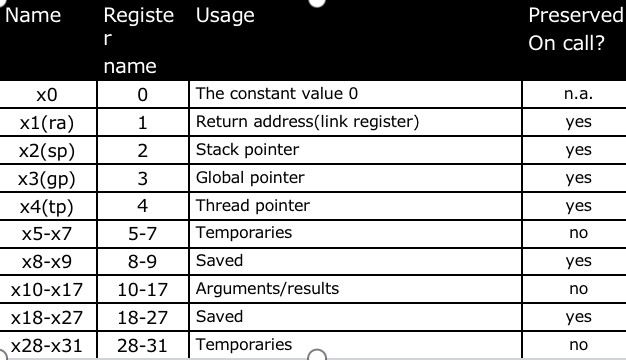 Name Registe Usage Preserved
r On call?
name
x0 0 The constant value 0 n.a.
x1(ra) 1 Return address(link register) yes
x2(sp) 2 Stack pointer yes
x3(gp) 3 Global pointer yes
x4(tp) 4 Thread pointer yes
x5-x7 5-7 Temporaries no
x8-x9 8-9 Saved yes
x10-x17 10-17 Arguments/results no
x18-x27 18-27 Saved yes
x28-x31 28-31 Temporaries no